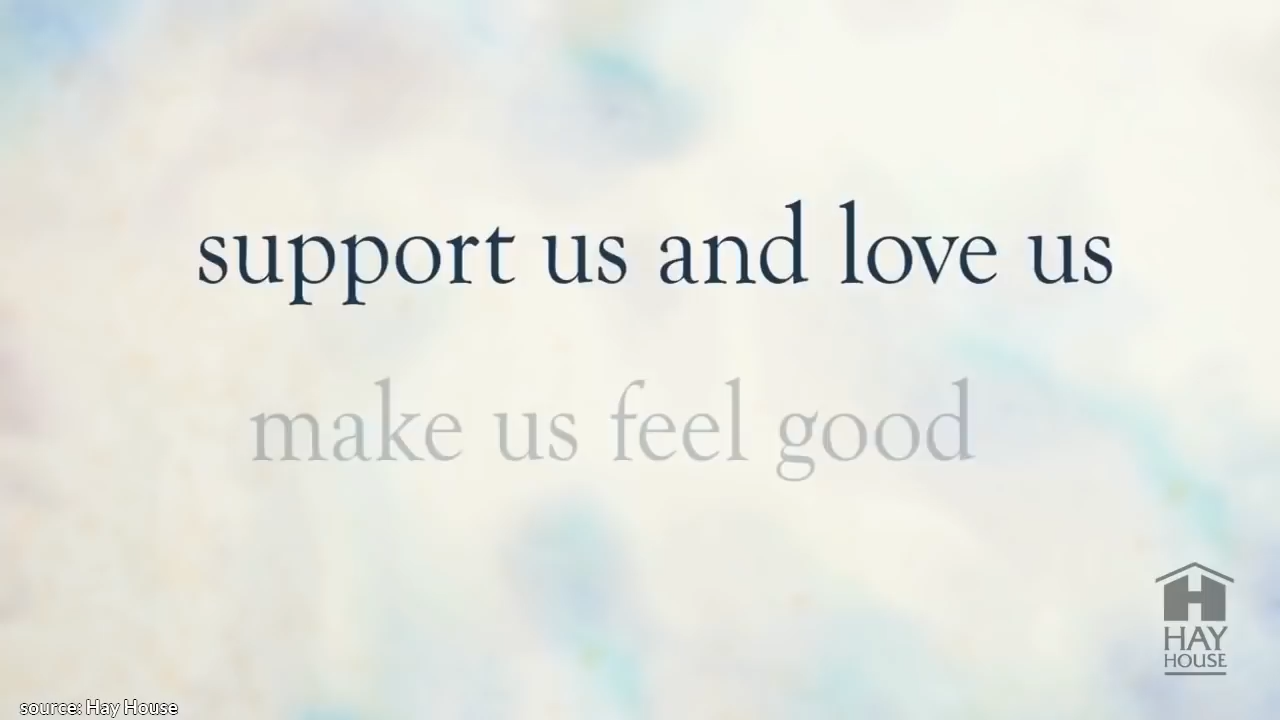 support us and love us
make us feel good
HAY
HOUSE
source: Hay House